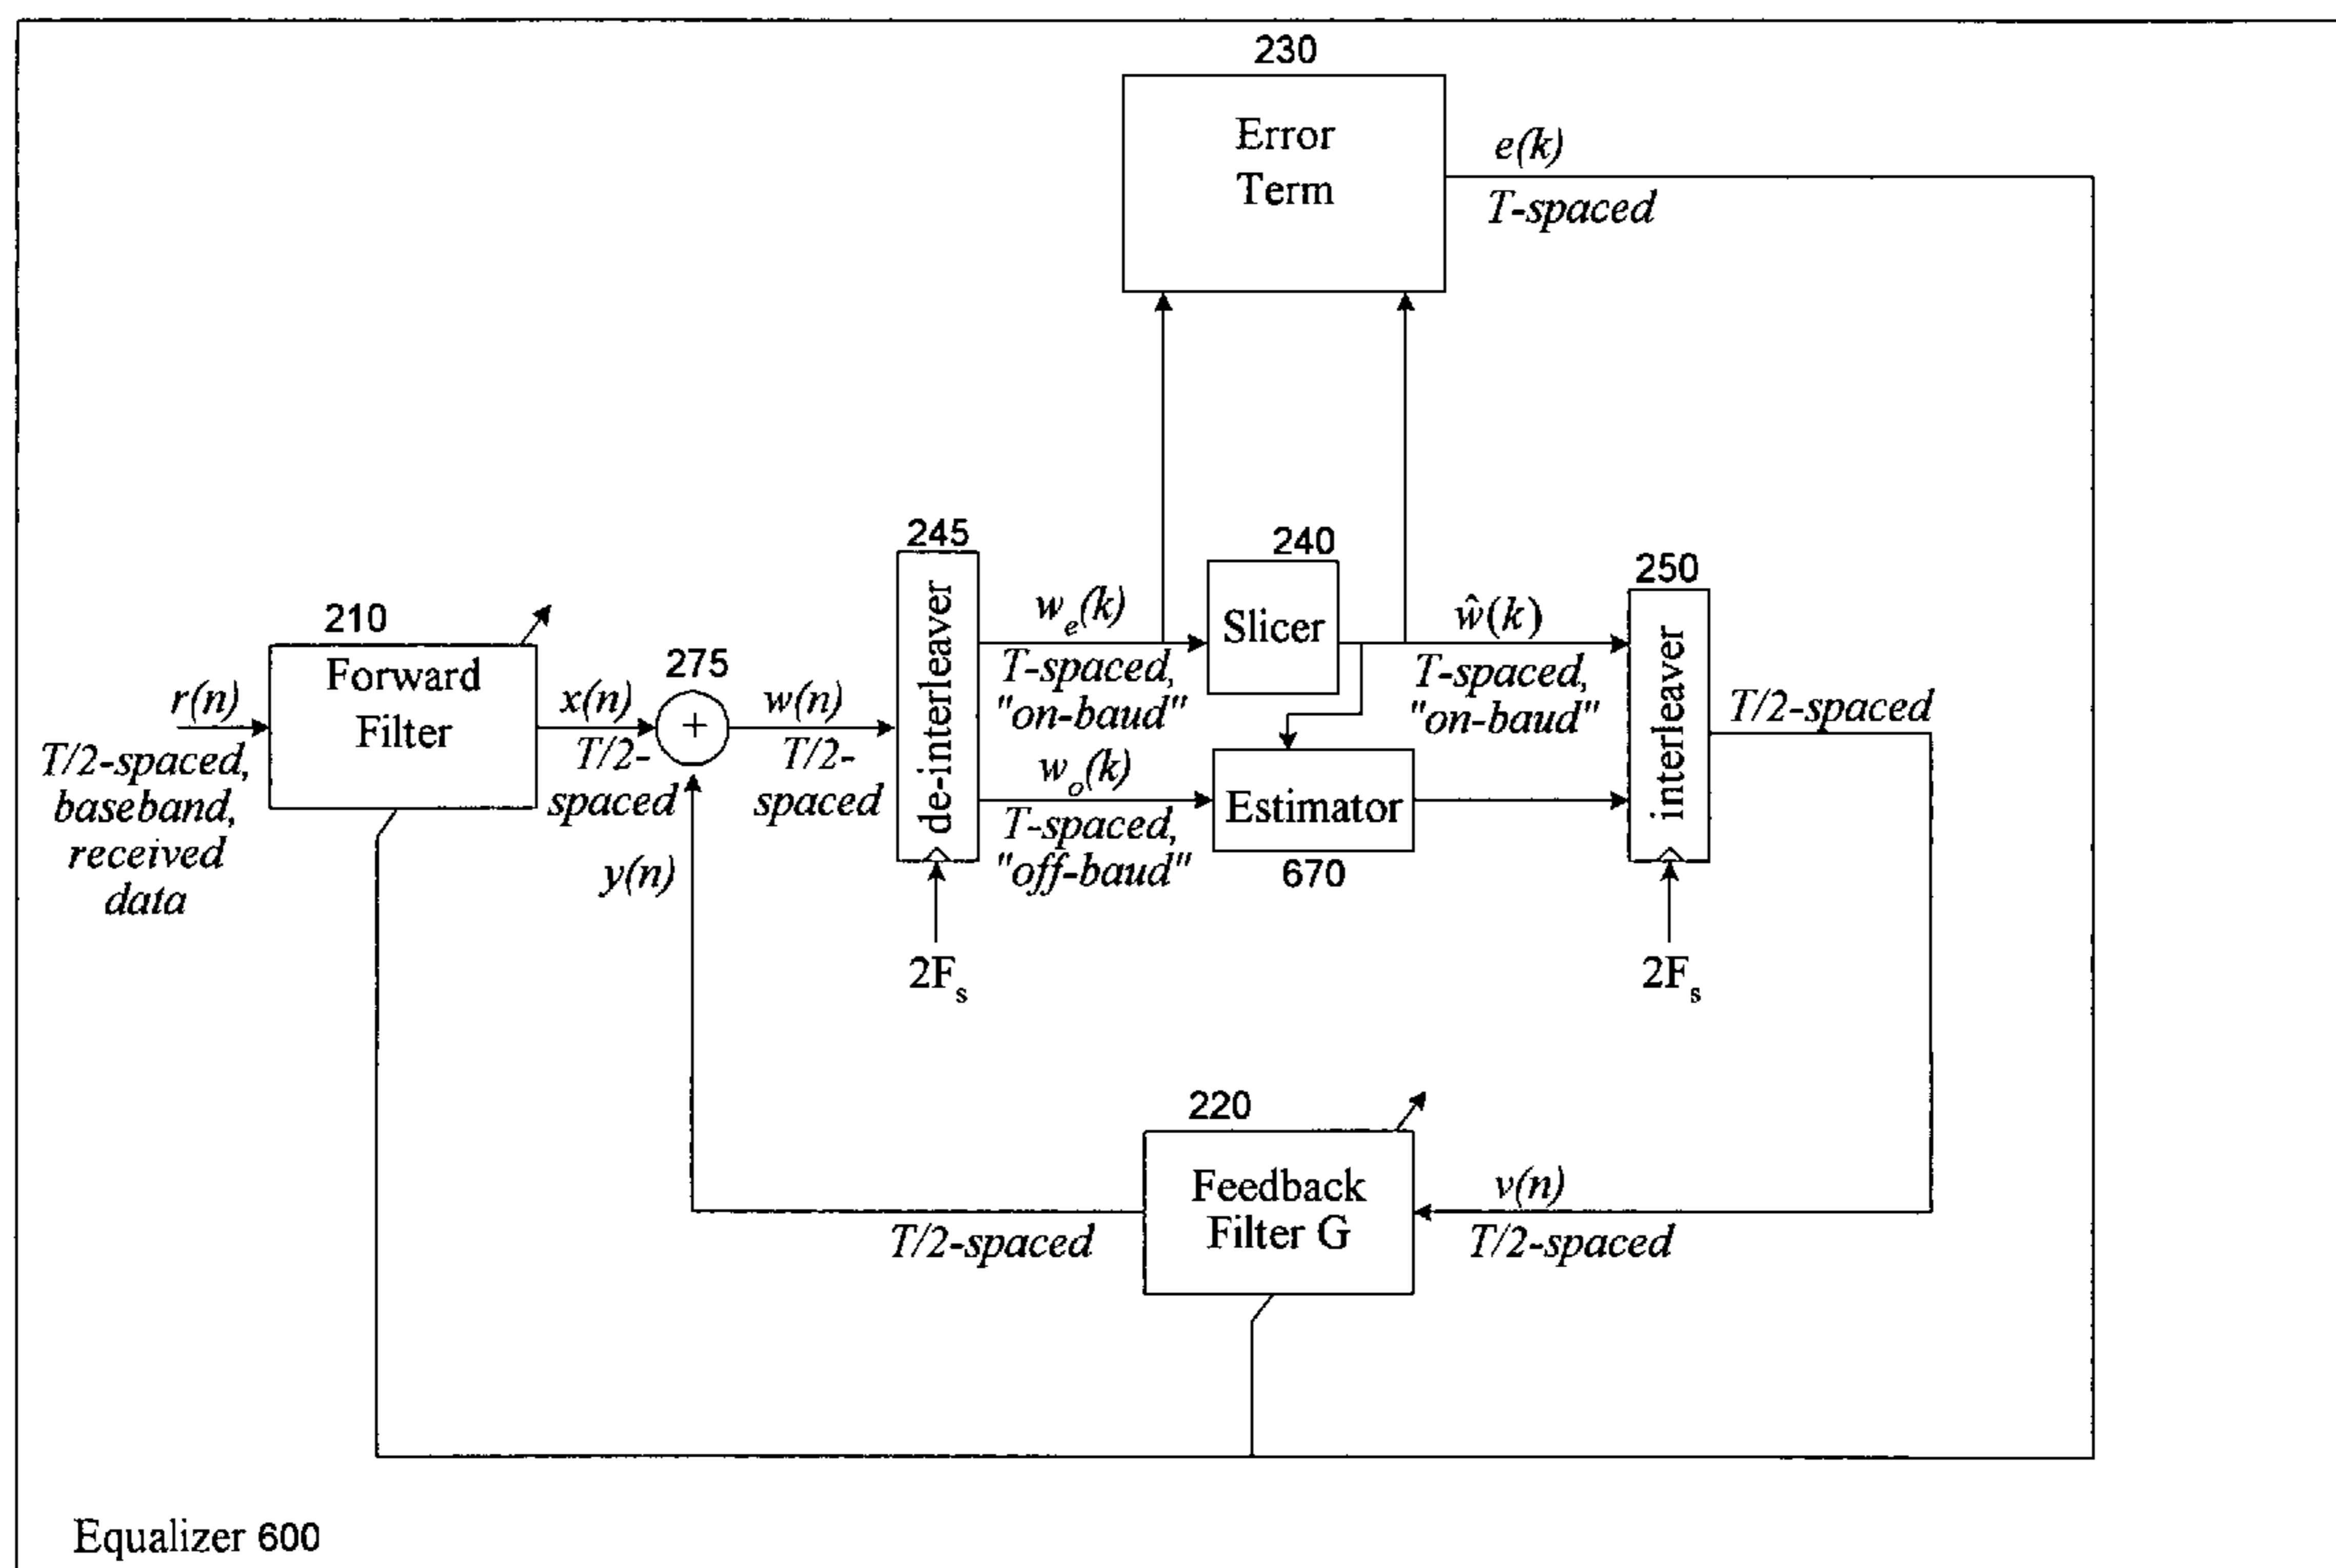 230
Error
Term
e(k)
T-spaced
245
240
250
210
275
Forward
Filter
r(n)
T/2-spaced,
baseband,
received
data
x(n)
T/2-
spaced
+
w(n)
T/2-
spaced
de-interleaver
w_e(k)
T-spaced,
"on-baud"
Slicer
ŵ(k)
T-spaced,
"on-baud"
interleaver
T/2-spaced
w_o(k)
T-spaced,
"off-baud"
Estimator
670
y(n)
2F_s
2F_s
220
Feedback
Filter G
v(n)
T/2-spaced
T/2-spaced
Equalizer 600